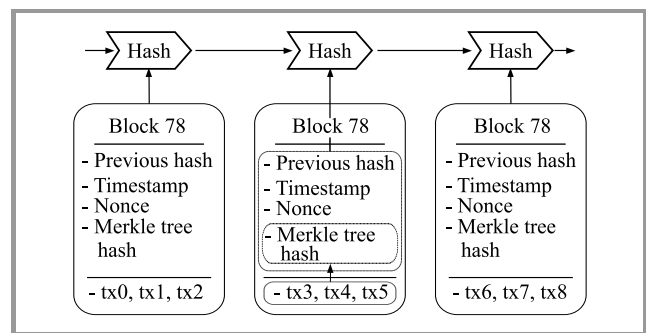 Hash
Hash
Hash
Block 78
- Previous hash
- Timestamp
- Nonce
- Merkle tree
hash
- tx0, tx1, tx2
Block 78
- Previous hash
- Timestamp
- Nonce
- Merkle tree
hash
- tx3, tx4, tx5
Block 78
- Previous hash
- Timestamp
- Nonce
- Merkle tree
hash
- tx6, tx7, tx8